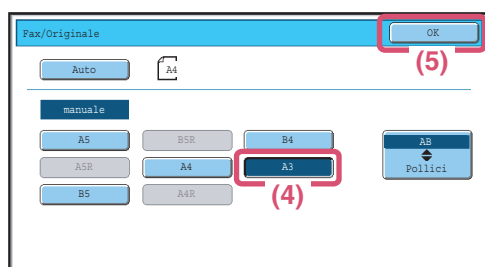 Fax/Originale OK
(5)
Auto A4
manuale
A5 B5R B4 AB
A5R A4 A3 Pollici
(4)
B5 A4R